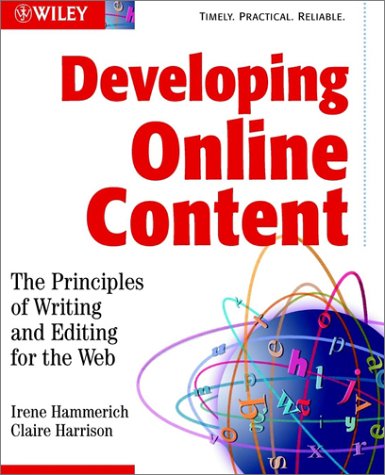 WILEY
TIMELY. PRACTICAL. RELIABLE.
Developing
Online
Content
The Principles
of Writing
and Editing
for the Web
Irene Hammerich
Claire Harrison